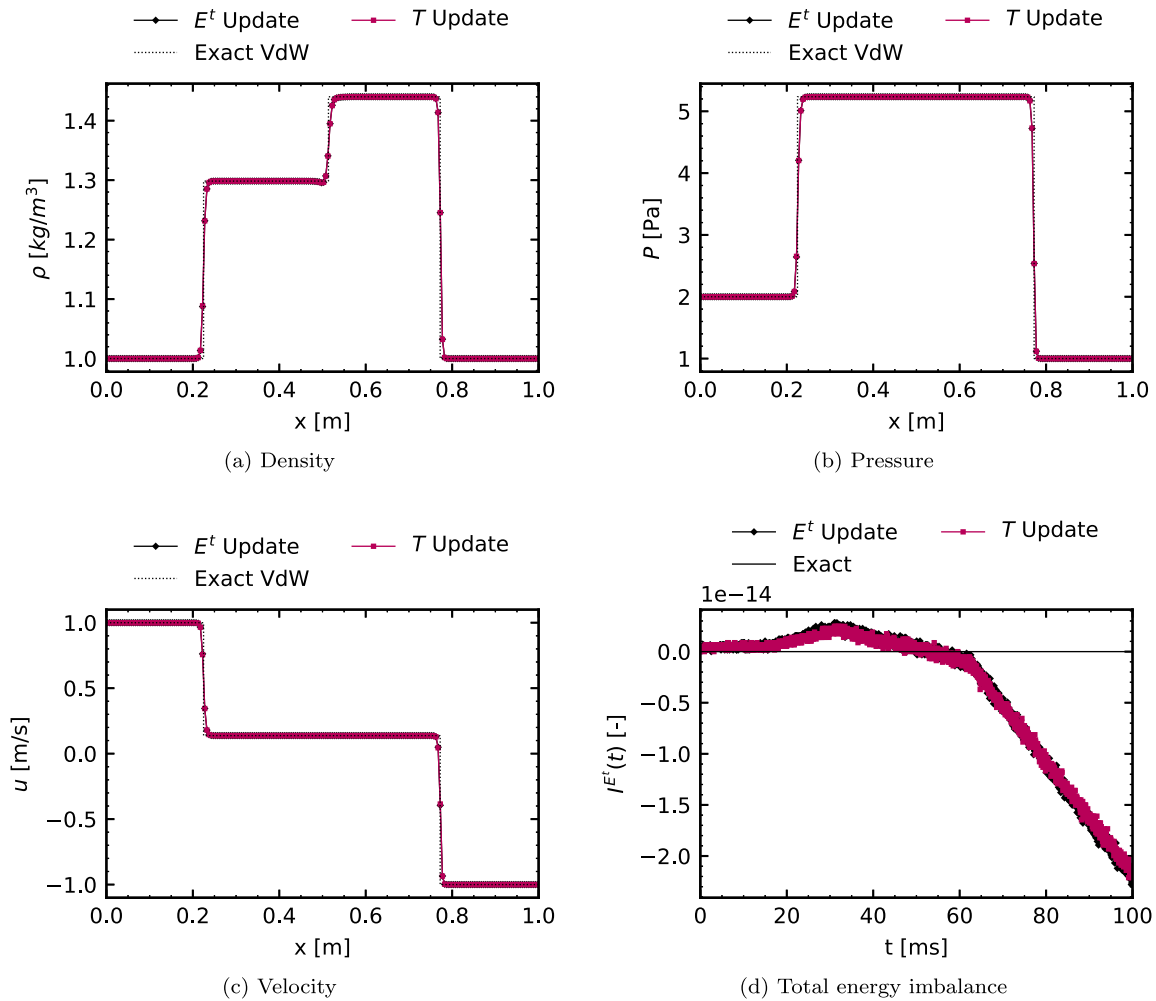 E^t Update T Update
Exact VdW
1.4
1.3
1.2
1.1
1.0
ρ [kg/m^3]
0.0 0.2 0.4 0.6 0.8 1.0
x [m]
(a) Density
E^t Update T Update
Exact VdW
5
4
3
2
1
P [Pa]
0.0 0.2 0.4 0.6 0.8 1.0
x [m]
(b) Pressure
E^t Update T Update
Exact VdW
1.0
0.5
0.0
−0.5
−1.0
u [m/s]
0.0 0.2 0.4 0.6 0.8 1.0
x [m]
(c) Velocity
E^t Update T Update
Exact
1e−14
0.0
−0.5
−1.0
−1.5
−2.0
I^{E^t}(t) [-]
0 20 40 60 80 100
t [ms]
(d) Total energy imbalance